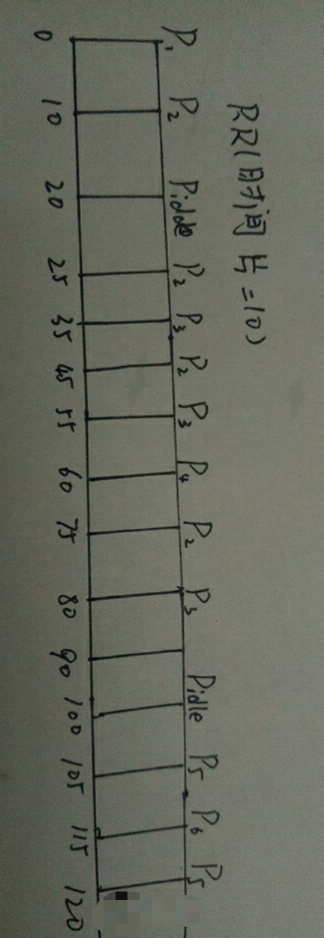 RR(时间片=10)
P₁ P₂ Pidle P₂ P₃ P₂ P₃ P₄ P₂ P₃ Pidle P₅ P₆ P₅
0 10 20 25 35 45 55 60 75 80 90 100 105 115 120